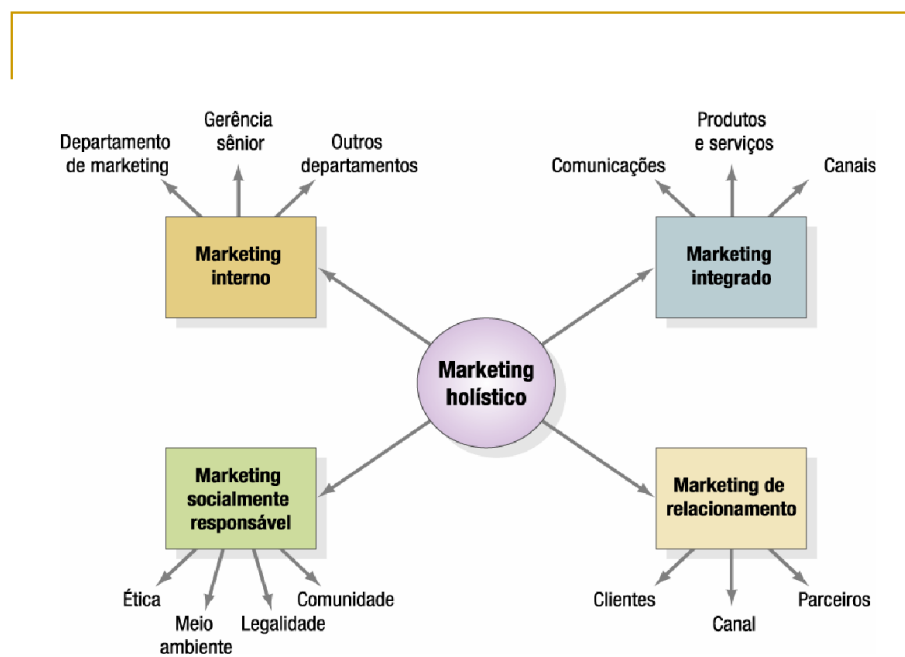 Gerência
sênior
Departamento
de marketing
Outros
departamentos
Marketing
interno
Produtos
e serviços
Comunicações
Canais
Marketing
integrado
Marketing
holístico
Marketing
socialmente
responsável
Ética
Meio
ambiente
Legalidade
Comunidade
Marketing de
relacionamento
Clientes
Canal
Parceiros